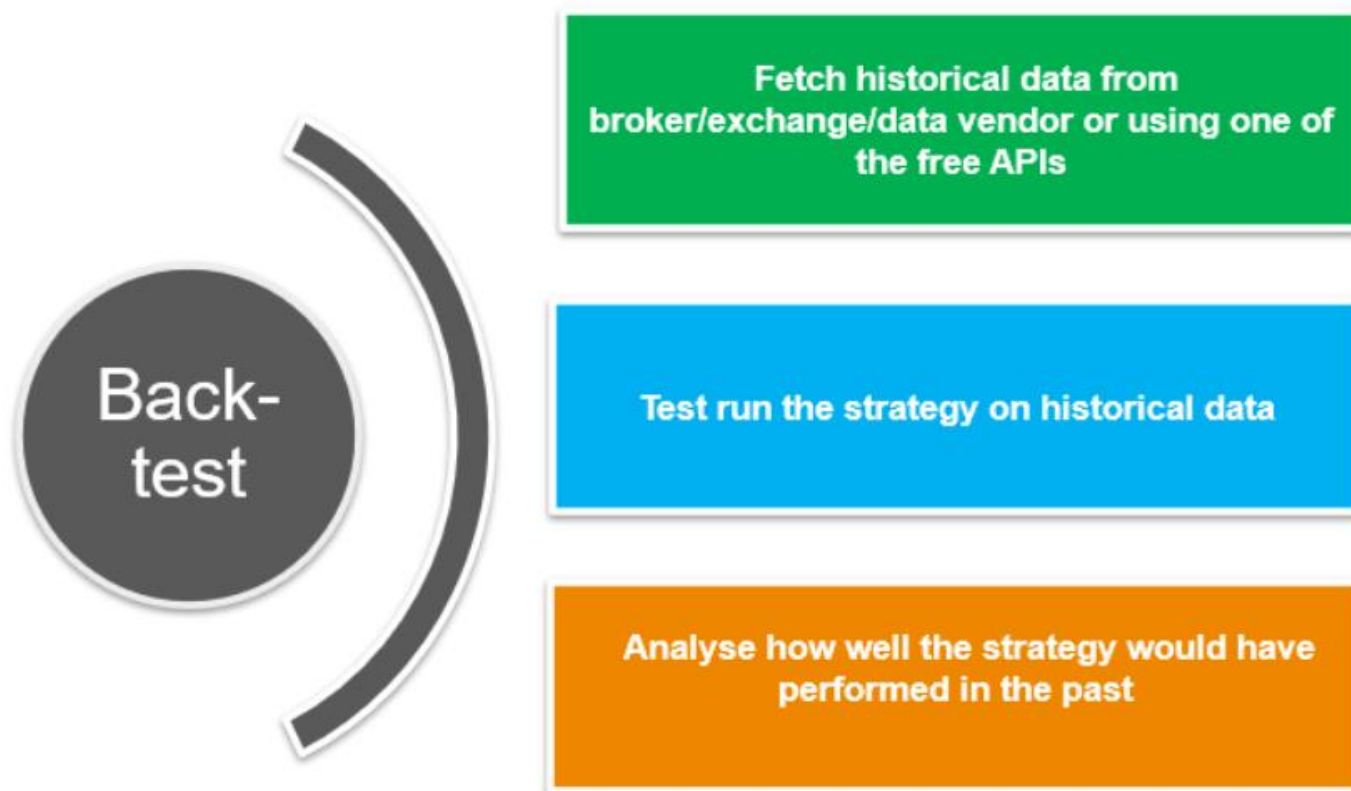 Back-
test
Fetch historical data from
broker/exchange/data vendor or using one of
the free APIs
Test run the strategy on historical data
Analyse how well the strategy would have
performed in the past